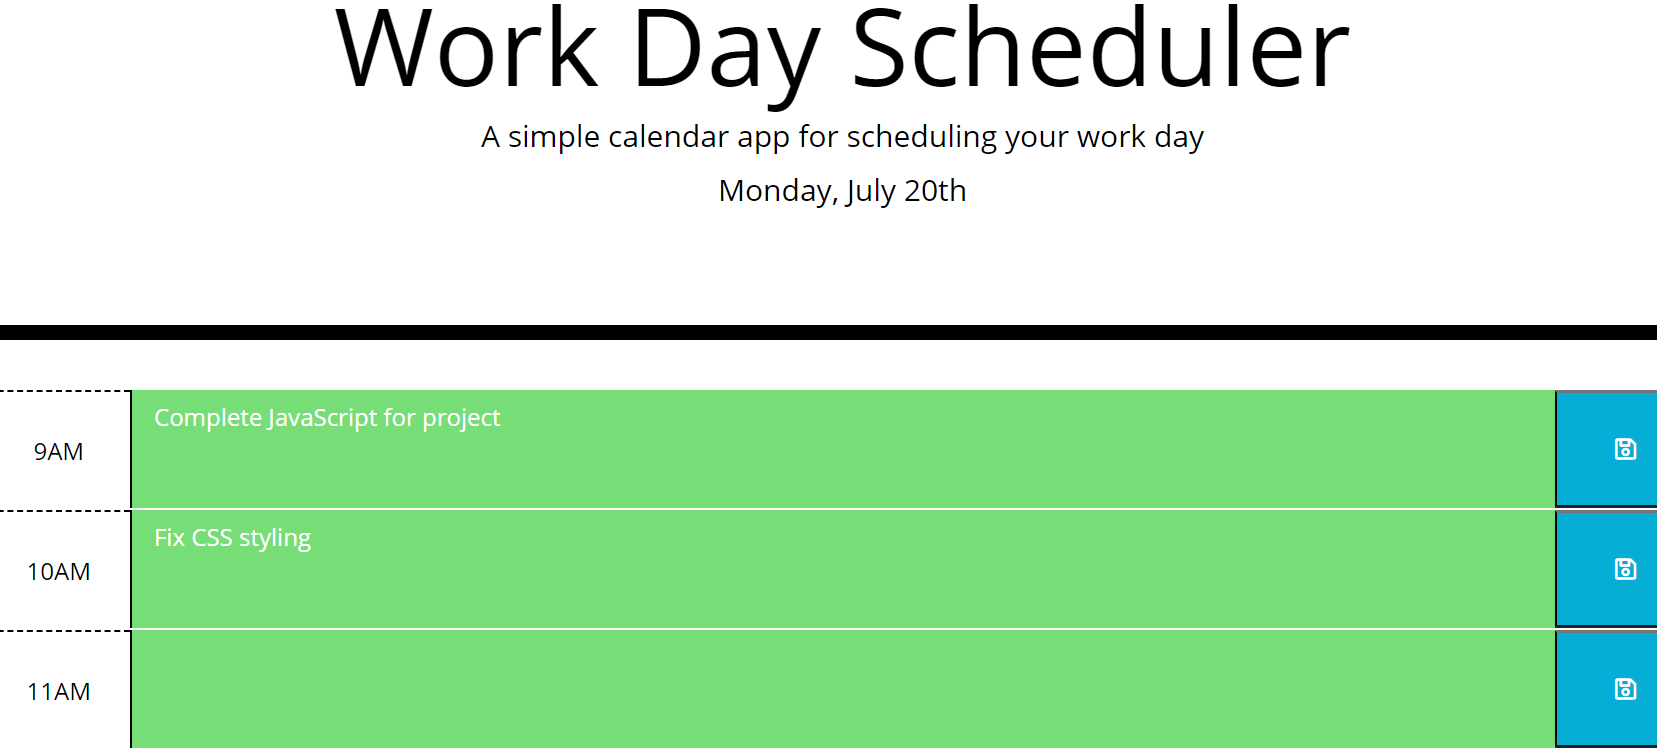 Work Day Scheduler
A simple calendar app for scheduling your work day
Monday, July 20th
9AM
Complete JavaScript for project
10AM
Fix CSS styling
11AM